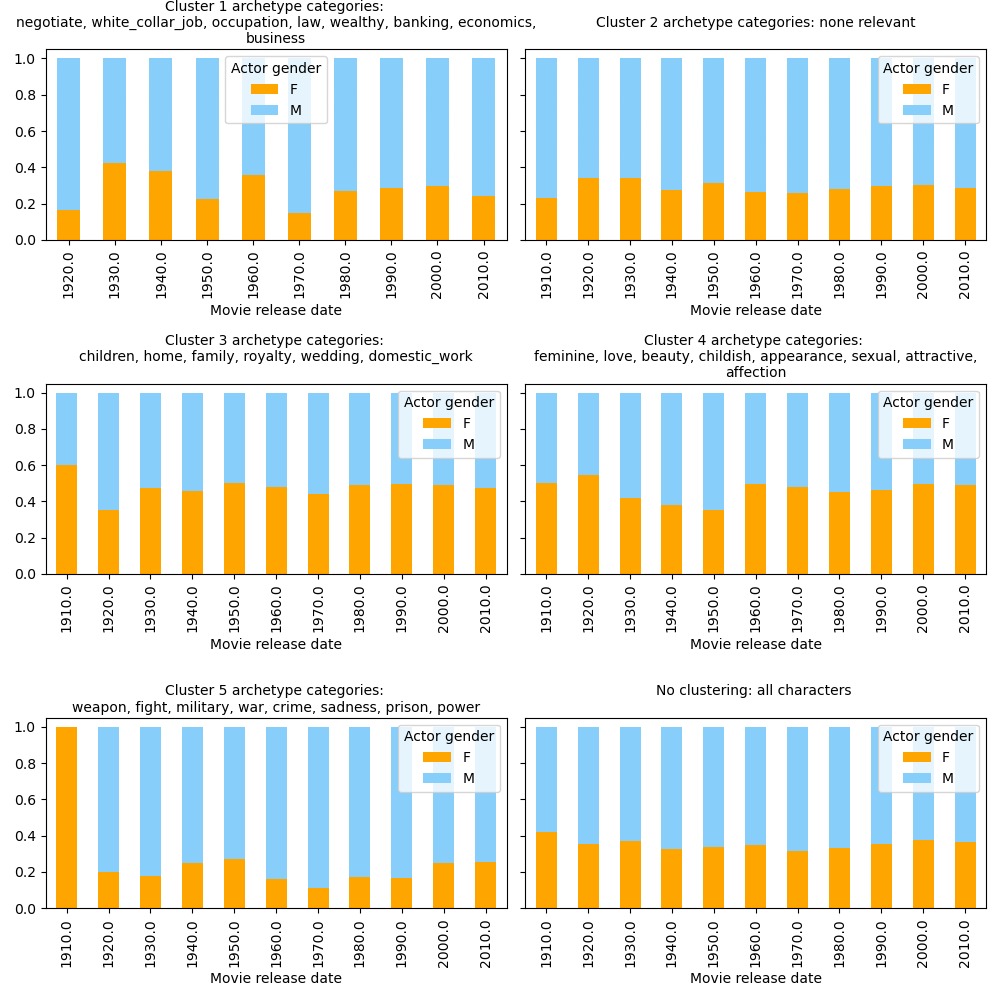 Cluster 1 archetype categories:
negotiate, white_collar_job, occupation, law, wealthy, banking, economics,
business
Actor gender
F
M
1.0
0.8
0.6
0.4
0.2
0.0
1920.0
1930.0
1940.0
1950.0
1960.0
1970.0
1980.0
1990.0
2000.0
2010.0
Movie release date
Cluster 2 archetype categories: none relevant
Actor gender
F
M
1910.0
1920.0
1930.0
1940.0
1950.0
1960.0
1970.0
1980.0
1990.0
2000.0
2010.0
Movie release date
Cluster 3 archetype categories:
children, home, family, royalty, wedding, domestic_work
Actor gender
F
M
1.0
0.8
0.6
0.4
0.2
0.0
1910.0
1920.0
1930.0
1940.0
1950.0
1960.0
1970.0
1980.0
1990.0
2000.0
2010.0
Movie release date
Cluster 4 archetype categories:
feminine, love, beauty, childish, appearance, sexual, attractive,
affection
Actor gender
F
M
1910.0
1920.0
1930.0
1940.0
1950.0
1960.0
1970.0
1980.0
1990.0
2000.0
2010.0
Movie release date
Cluster 5 archetype categories:
weapon, fight, military, war, crime, sadness, prison, power
Actor gender
F
M
1.0
0.8
0.6
0.4
0.2
0.0
1910.0
1920.0
1930.0
1940.0
1950.0
1960.0
1970.0
1980.0
1990.0
2000.0
2010.0
Movie release date
No clustering: all characters
Actor gender
F
M
1910.0
1920.0
1930.0
1940.0
1950.0
1960.0
1970.0
1980.0
1990.0
2000.0
2010.0
Movie release date